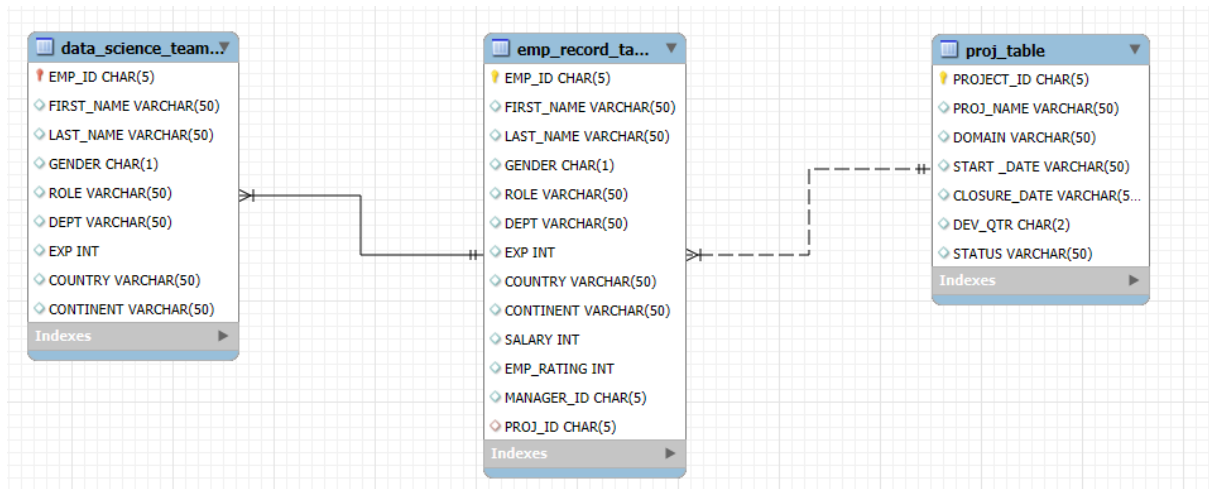 data_science_team...
EMP_ID CHAR(5)
FIRST_NAME VARCHAR(50)
LAST_NAME VARCHAR(50)
GENDER CHAR(1)
ROLE VARCHAR(50)
DEPT VARCHAR(50)
EXP INT
COUNTRY VARCHAR(50)
CONTINENT VARCHAR(50)
Indexes
emp_record_ta...
EMP_ID CHAR(5)
FIRST_NAME VARCHAR(50)
LAST_NAME VARCHAR(50)
GENDER CHAR(1)
ROLE VARCHAR(50)
DEPT VARCHAR(50)
EXP INT
COUNTRY VARCHAR(50)
CONTINENT VARCHAR(50)
SALARY INT
EMP_RATING INT
MANAGER_ID CHAR(5)
PROJ_ID CHAR(5)
Indexes
proj_table
PROJECT_ID CHAR(5)
PROJ_NAME VARCHAR(50)
DOMAIN VARCHAR(50)
START _DATE VARCHAR(50)
CLOSURE_DATE VARCHAR(5...
DEV_QTR CHAR(2)
STATUS VARCHAR(50)
Indexes